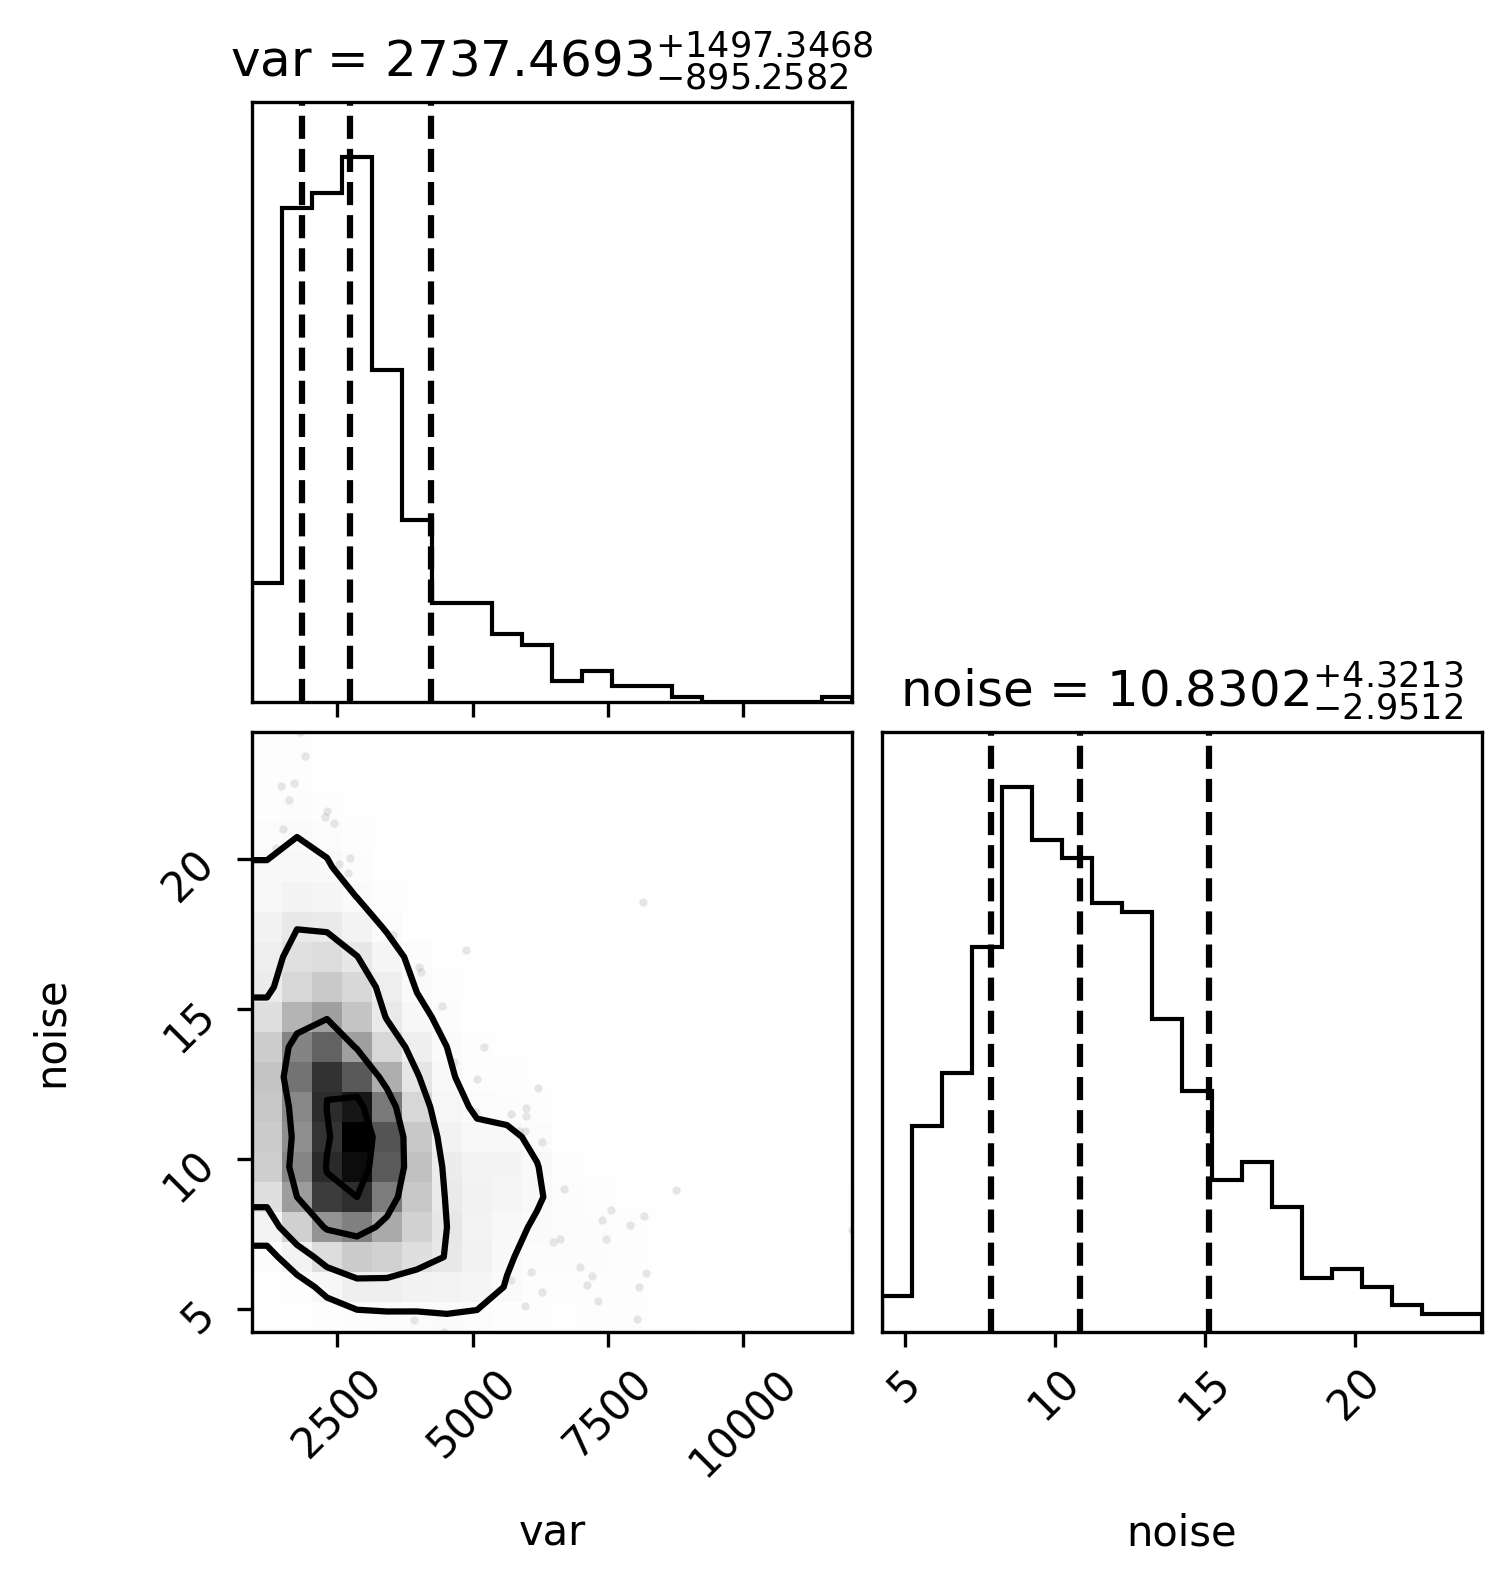 var = 2737.4693+1497.3468 −895.2582
noise = 10.8302+4.3213 −2.9512
noise
20
15
10
5
2500 5000 7500 10000
5 10 15 20
var
noise